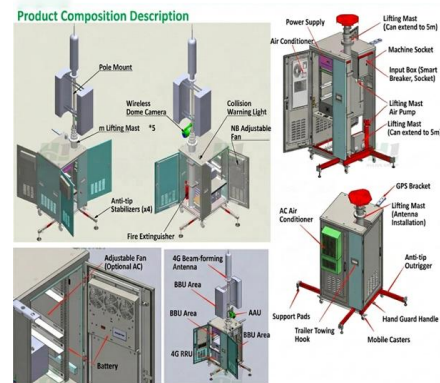 Product Composition Description
Pole Mount
Wireless
Dome Camera
m Lifting Mast *5
Collision
Warning Light
NB Adjustable
Fan
Anti-tip
Stabilizers (x4)
Fire Extinguisher
Power Supply
Air Conditioner
Lifting Mast
(Can extend to 5m)
Machine Socket
Input Box (Smart
Breaker, Socket)
Lifting Mast
Air Pump
Lifting Mast
(Can extend to 5m)
Adjustable Fan
(Optional AC)
Battery
4G Beam-forming
Antenna
BBU Area
BBU Area
AAU
BBU Area
BBU Area
4G RRU
GPS Bracket
Lifting Mast
(Antenna
Installation)
AC Air
Conditioner
Anti-tip
Outrigger
Support Pads
Trailer Towing
Hook
Hand Guard Handle
Mobile Casters